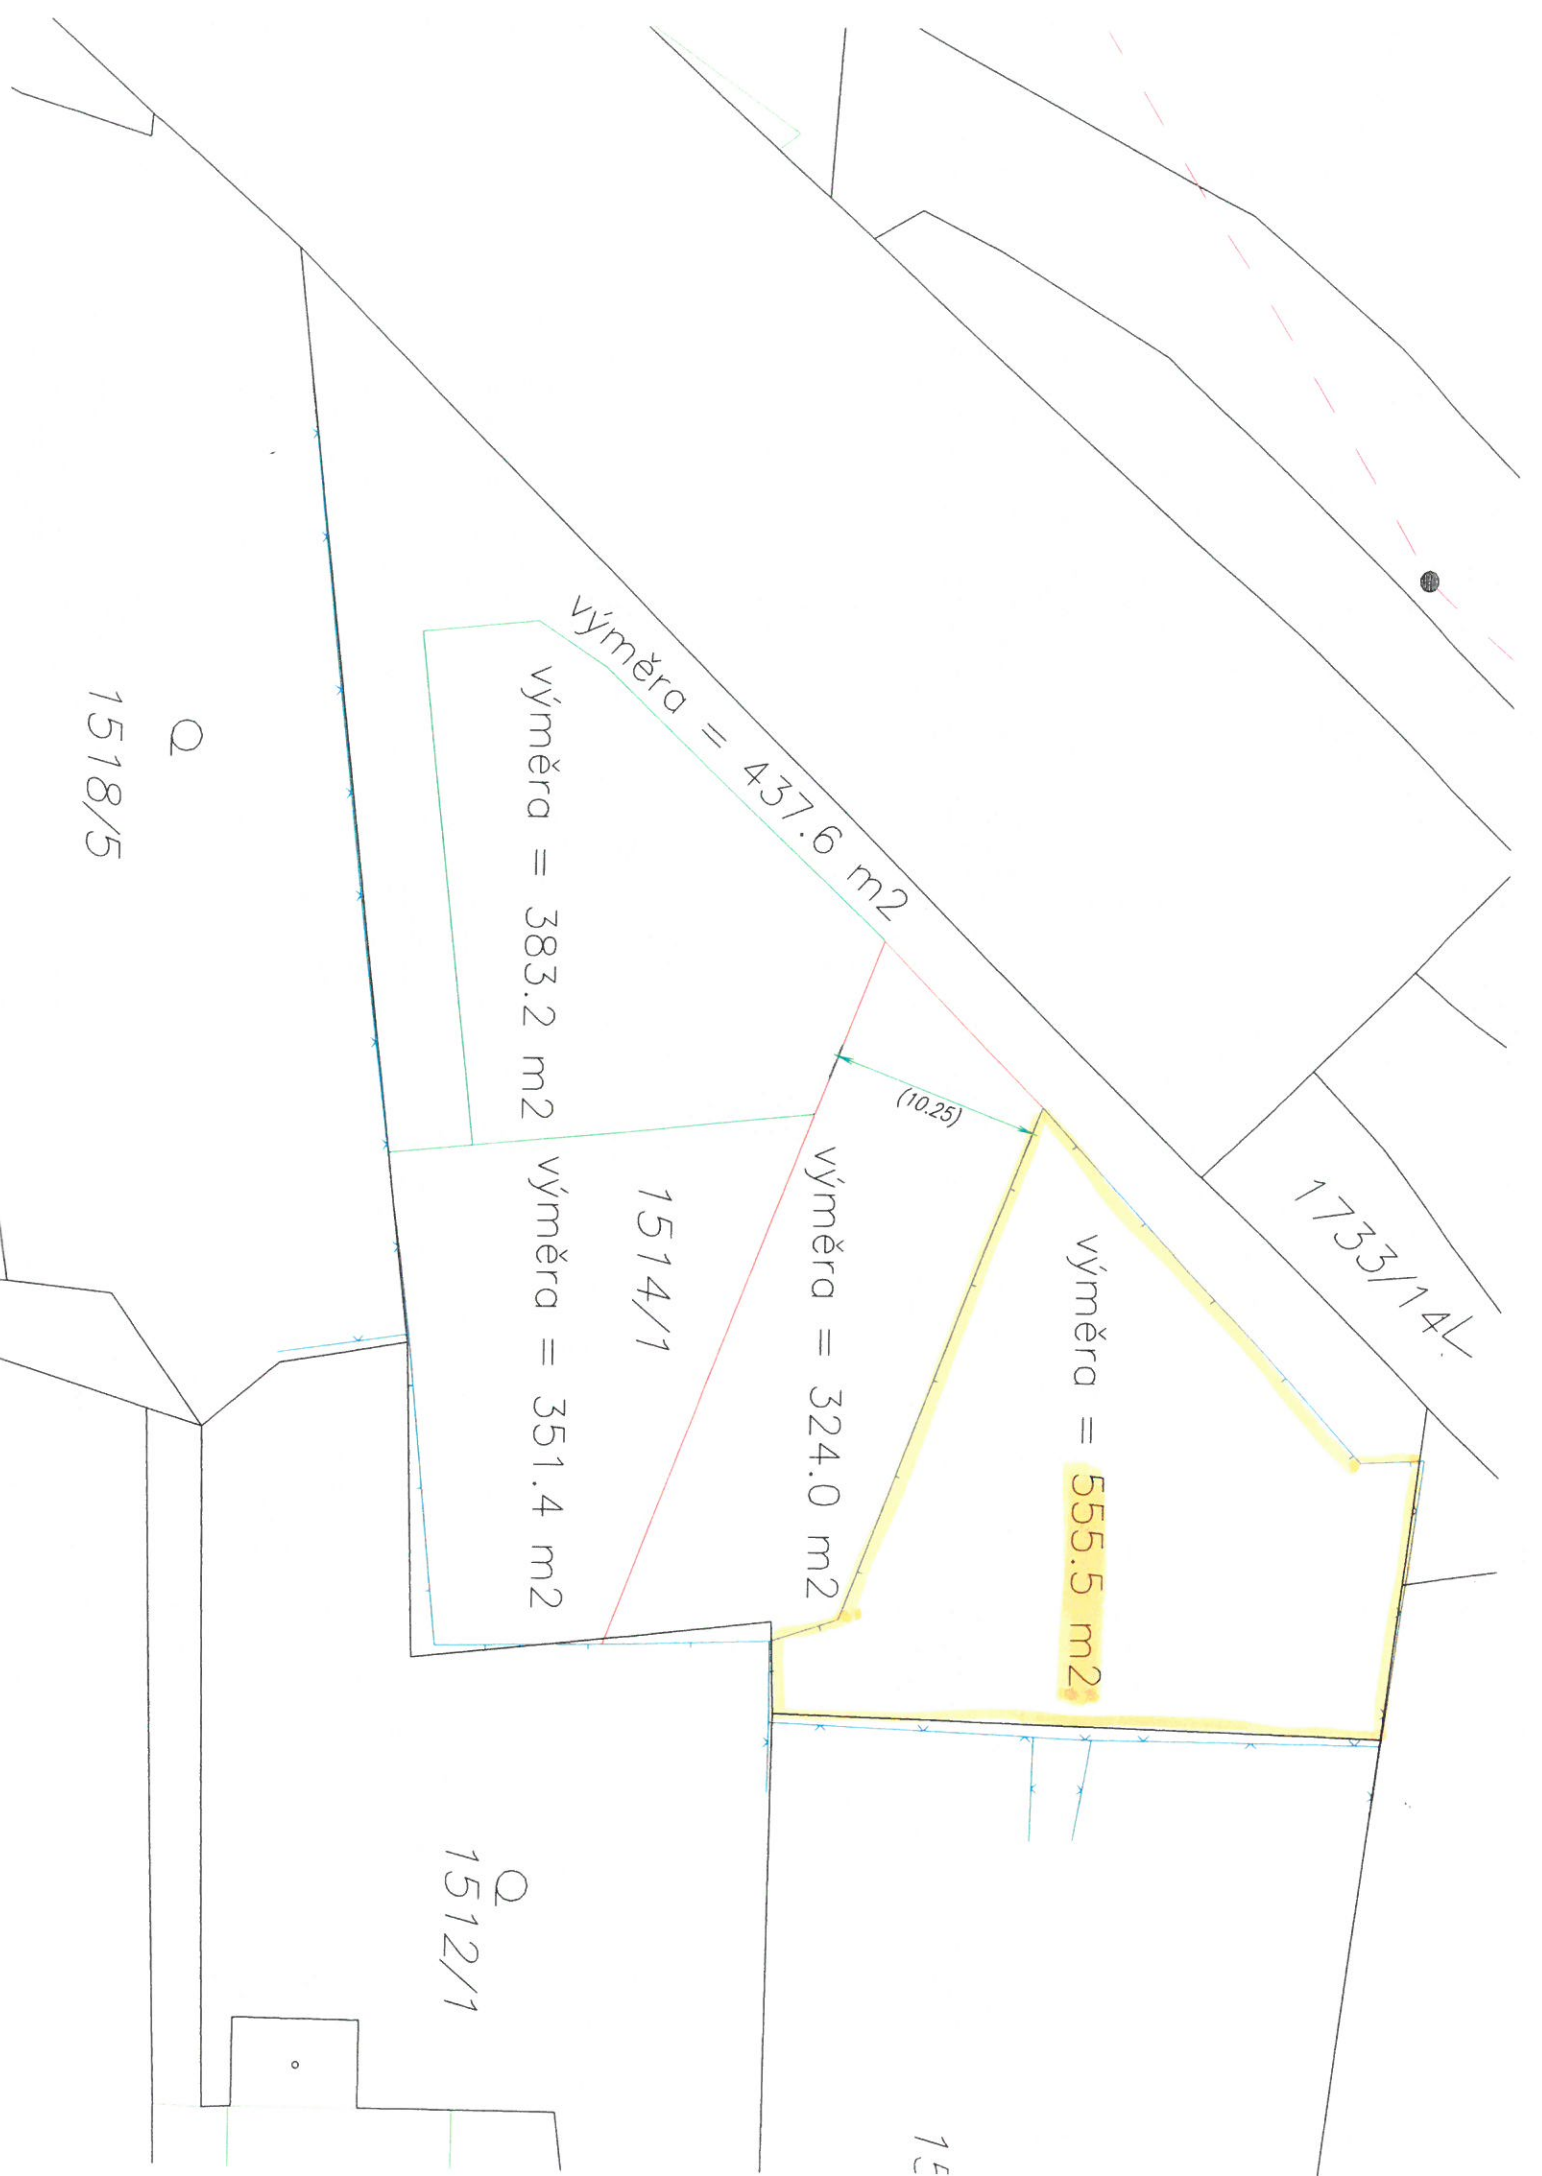 1733/14
výměra = 555.5 m2
(10.25)
výměra = 437.6 m2
výměra = 324.0 m2
1514/1
výměra = 383.2 m2
výměra = 351.4 m2
1518/5
1512/1